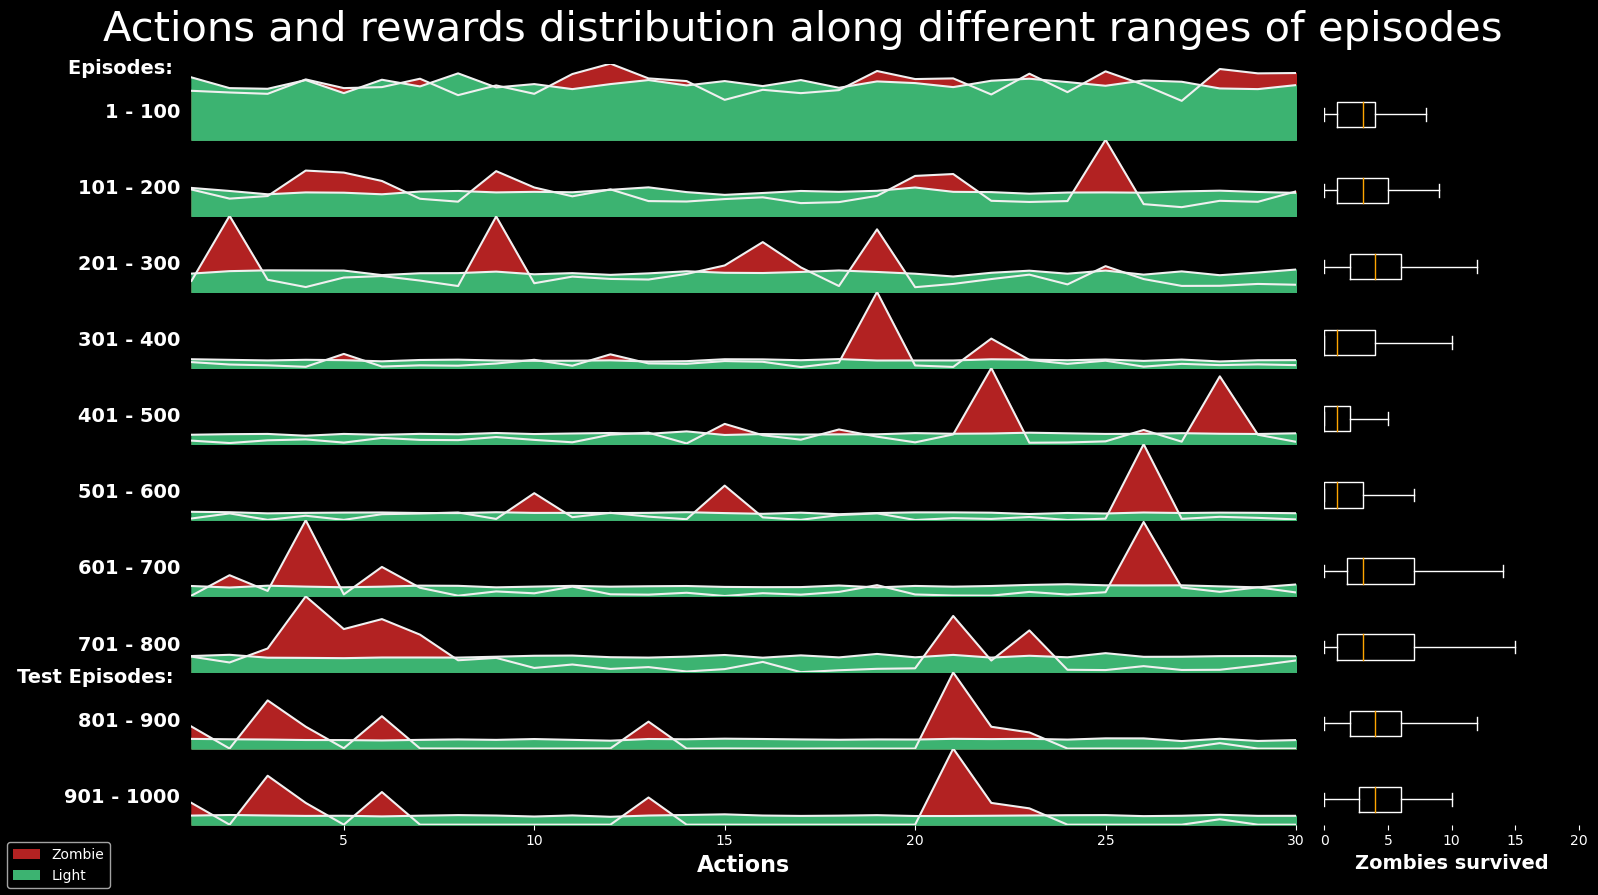 Actions and rewards distribution along different ranges of episodes
Episodes:
1 - 100
101 - 200
201 - 300
301 - 400
401 - 500
501 - 600
601 - 700
701 - 800
Test Episodes:
801 - 900
901 - 1000
5 10 15 20 25 30
Actions
0 5 10 15 20
Zombies survived
Zombie
Light